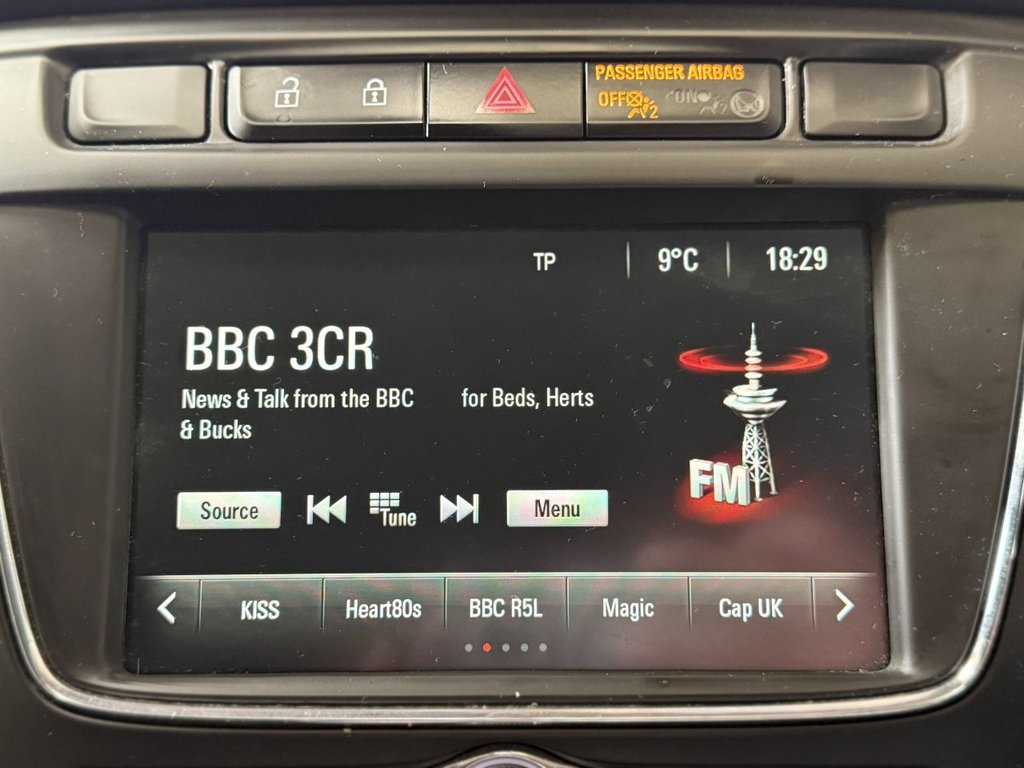 PASSENGER AIRBAG
OFF 2 ON
TP 9°C 18:29
BBC 3CR
News & Talk from the BBC for Beds, Herts
& Bucks
FM
Source Tune Menu
KISS Heart80s BBC R5L Magic Cap UK